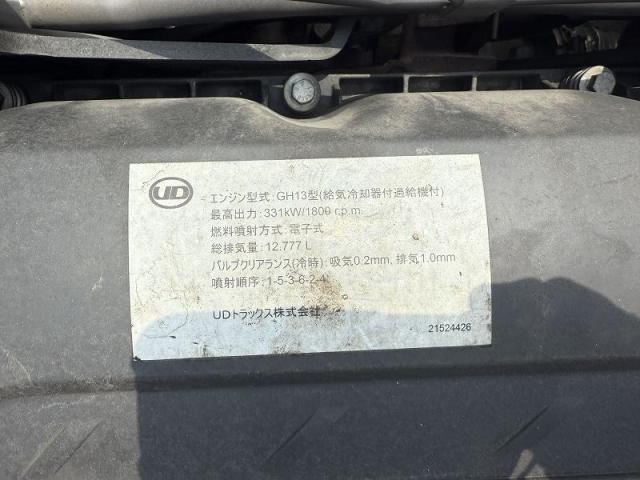 UD
エンジン型式: GH13型(給気冷却器付過給機付)
最高出力: 331kW/1800 r.p.m
燃料噴射方式: 電子式
総排気量: 12.777 L
バルブクリアランス(冷時): 吸気0.2mm, 排気1.0mm
噴射順序: 1-5-3-6-2-4
UDトラックス株式会社
21524426